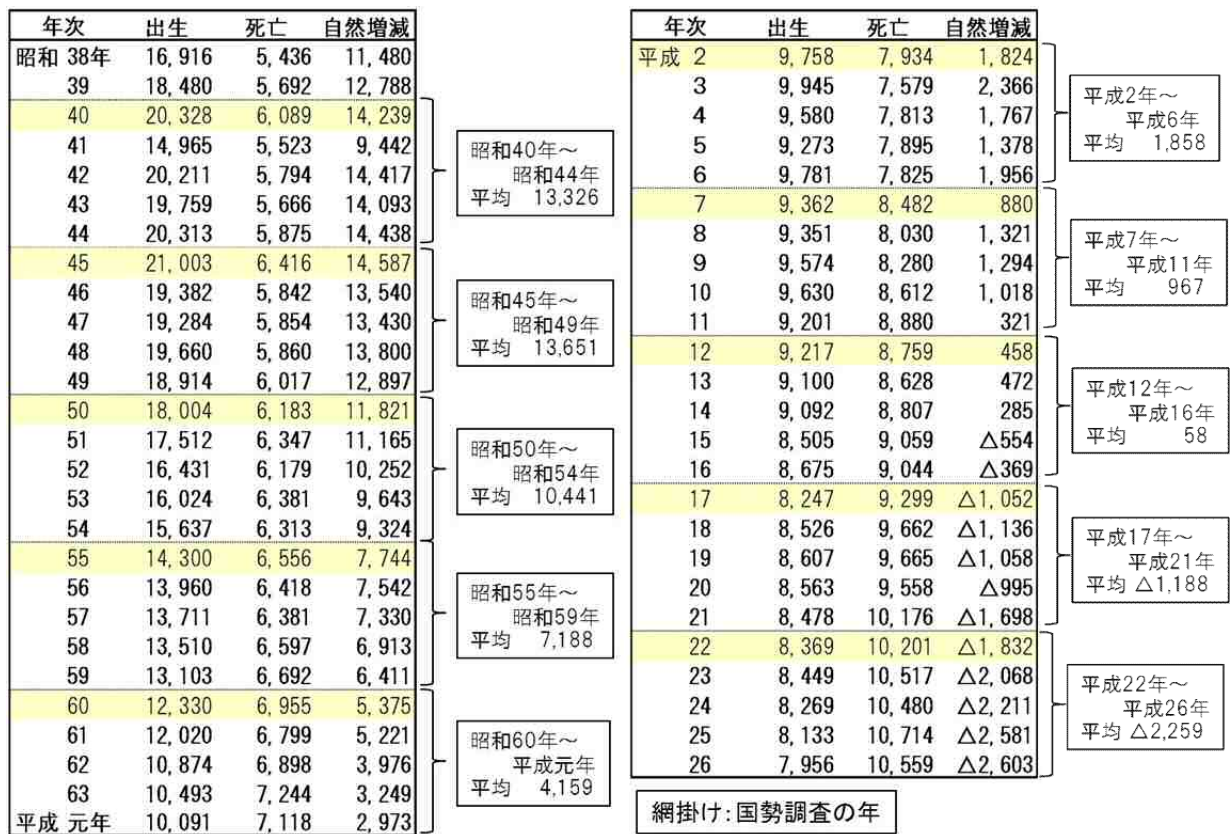 年次 出生 死亡 自然増減
昭和 38年 16,916 5,436 11,480
39 18,480 5,692 12,788
40 20,328 6,089 14,239
41 14,965 5,523 9,442
42 20,211 5,794 14,417
43 19,759 5,666 14,093
44 20,313 5,875 14,438
45 21,003 6,416 14,587
46 19,382 5,842 13,540
47 19,284 5,854 13,430
48 19,660 5,860 13,800
49 18,914 6,017 12,897
50 18,004 6,183 11,821
51 17,512 6,347 11,165
52 16,431 6,179 10,252
53 16,024 6,381 9,643
54 15,637 6,313 9,324
55 14,300 6,556 7,744
56 13,960 6,418 7,542
57 13,711 6,381 7,330
58 13,510 6,597 6,913
59 13,103 6,692 6,411
60 12,330 6,955 5,375
61 12,020 6,799 5,221
62 10,874 6,898 3,976
63 10,493 7,244 3,249
平成 元年 10,091 7,118 2,973
昭和40年～
昭和44年
平均 13,326
昭和45年～
昭和49年
平均 13,651
昭和50年～
昭和54年
平均 10,441
昭和55年～
昭和59年
平均 7,188
昭和60年～
平成元年
平均 4,159
年次 出生 死亡 自然増減
平成 2 9,758 7,934 1,824
3 9,945 7,579 2,366
4 9,580 7,813 1,767
5 9,273 7,895 1,378
6 9,781 7,825 1,956
7 9,362 8,482 880
8 9,351 8,030 1,321
9 9,574 8,280 1,294
10 9,630 8,612 1,018
11 9,201 8,880 321
12 9,217 8,759 458
13 9,100 8,628 472
14 9,092 8,807 285
15 8,505 9,059 △554
16 8,675 9,044 △369
17 8,247 9,299 △1,052
18 8,526 9,662 △1,136
19 8,607 9,665 △1,058
20 8,563 9,558 △995
21 8,478 10,176 △1,698
22 8,369 10,201 △1,832
23 8,449 10,517 △2,068
24 8,269 10,480 △2,211
25 8,133 10,714 △2,581
26 7,956 10,559 △2,603
平成2年～
平成6年
平均 1,858
平成7年～
平成11年
平均 967
平成12年～
平成16年
平均 58
平成17年～
平成21年
平均 △1,188
平成22年～
平成26年
平均 △2,259
網掛け:国勢調査の年